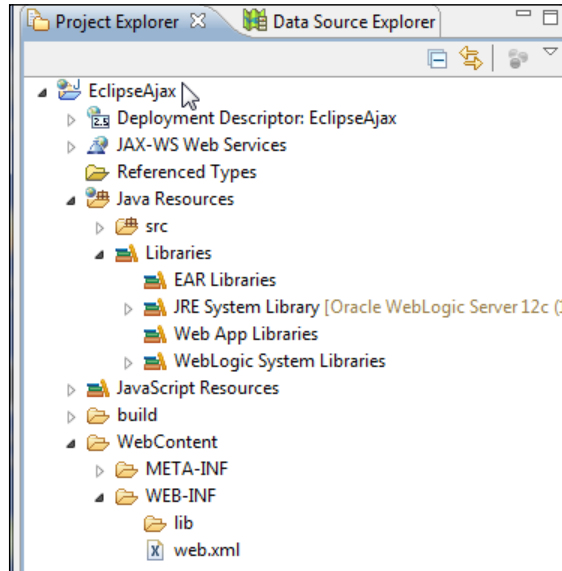 Project Explorer Data Source Explorer
EclipseAjax
2.5 Deployment Descriptor: EclipseAjax
JAX-WS Web Services
Referenced Types
Java Resources
src
Libraries
EAR Libraries
JRE System Library [Oracle WebLogic Server 12c (
Web App Libraries
WebLogic System Libraries
JavaScript Resources
build
WebContent
META-INF
WEB-INF
lib
X web.xml